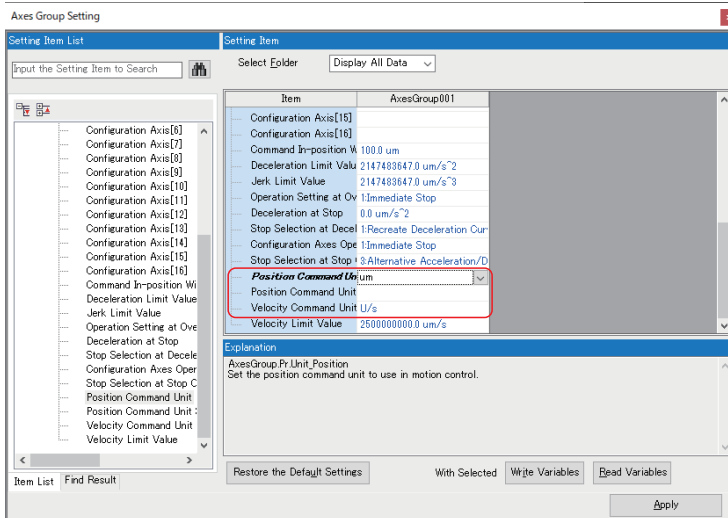 Axes Group Setting
Setting Item List
Input the Setting Item to Search
Configuration Axis[6]
Configuration Axis[7]
Configuration Axis[8]
Configuration Axis[9]
Configuration Axis[10]
Configuration Axis[11]
Configuration Axis[12]
Configuration Axis[13]
Configuration Axis[14]
Configuration Axis[15]
Configuration Axis[16]
Command In-position Wi
Deceleration Limit Value
Jerk Limit Value
Operation Setting at Ove
Deceleration at Stop
Stop Selection at Decele
Configuration Axes Oper
Stop Selection at Stop C
Position Command Unit
Position Command Unit
Velocity Command Unit
Velocity Limit Value
Item List Find Result
Setting Item
Select Folder Display All Data
Item AxesGroup001
Configuration Axis[15]
Configuration Axis[16]
Command In-position W 100.0 um
Deceleration Limit Valu 2147483647.0 um/s^2
Jerk Limit Value 2147483647.0 um/s^3
Operation Setting at Ov 1:Immediate Stop
Deceleration at Stop 0.0 um/s^2
Stop Selection at Decel 1:Recreate Deceleration Cur
Configuration Axes Ope 1:Immediate Stop
Stop Selection at Stop 3:Alternative Acceleration/D
Position Command Un um
Position Command Unit
Velocity Command Unit U/s
Velocity Limit Value 2500000000.0 um/s
Explanation
AxesGroup.Pr.Unit_Position
Set the position command unit to use in motion control.
Restore the Default Settings With Selected Write Variables Read Variables
Apply